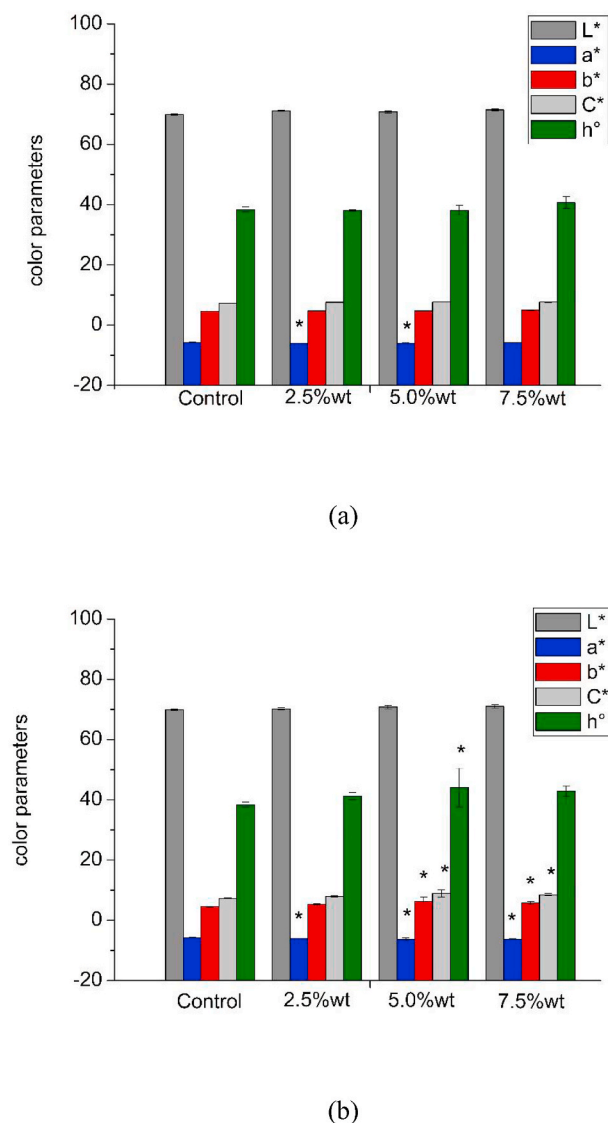 100
80
60
40
20
0
-20
color parameters
L*
a*
b*
C*
h°
*
*
Control
2.5%wt
5.0%wt
7.5%wt
(a)
100
80
60
40
20
0
-20
color parameters
L*
a*
b*
C*
h°
*
*
*
*
*
*
*
*
Control
2.5%wt
5.0%wt
7.5%wt
(b)